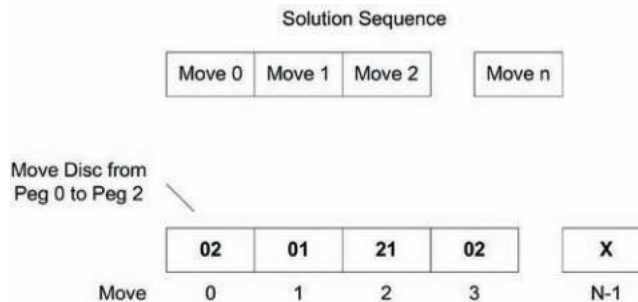 Solution Sequence
Move 0 Move 1 Move 2 Move n
Move Disc from
Peg 0 to Peg 2
02 01 21 02 X
Move 0 1 2 3 N-1